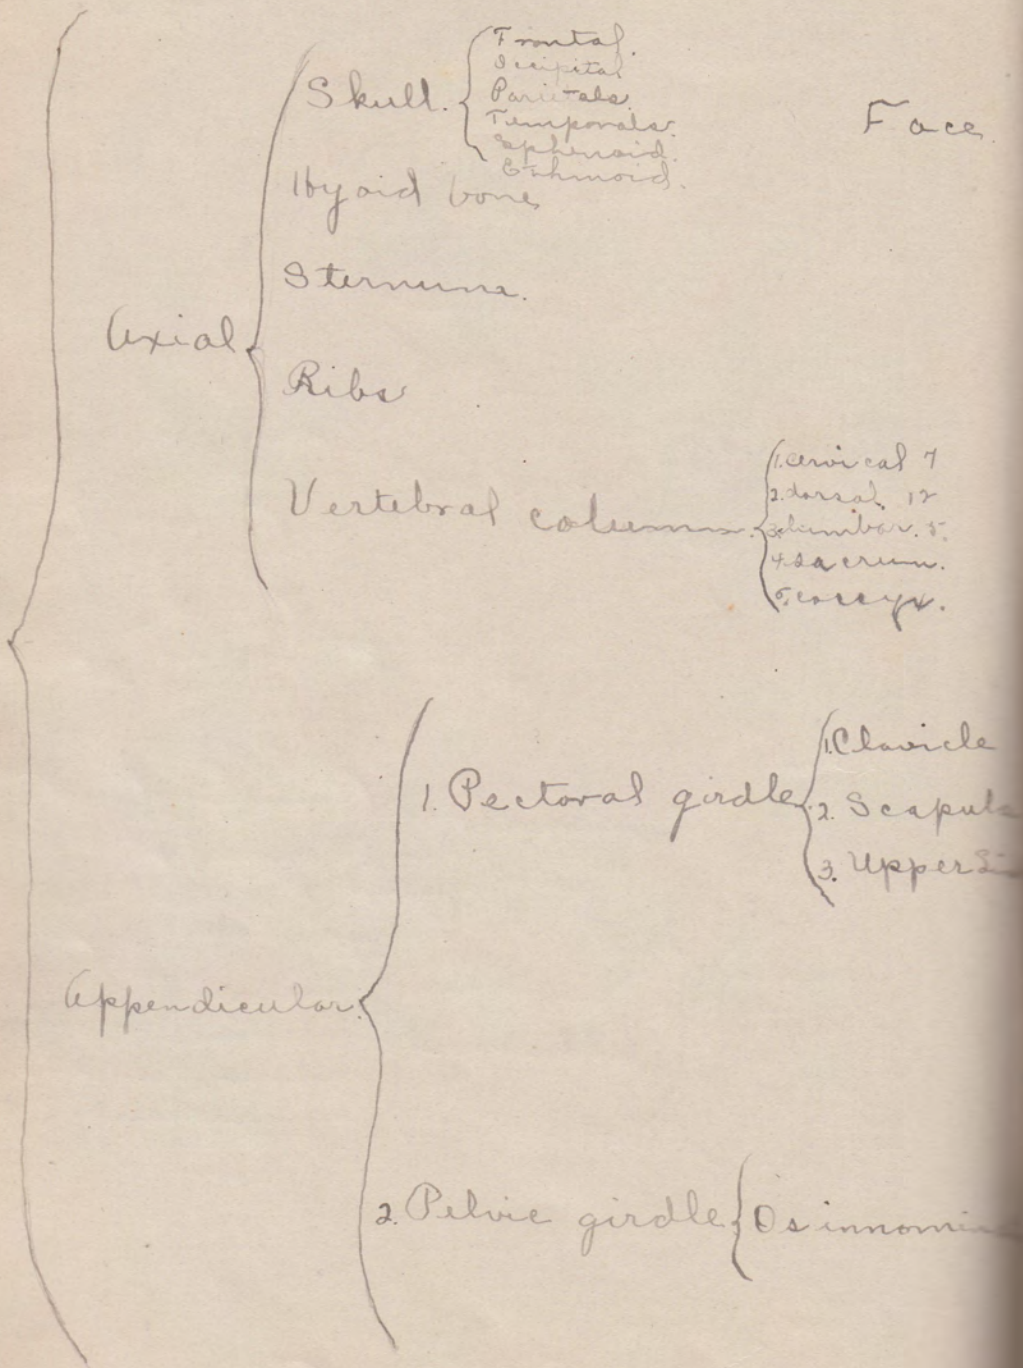 Frontal.
Occipital
Skull.
Parietals.
Face.
Temporals.
Sphenoid.
Ethmoid.
Hyoid bone
Sternum.
Axial
Ribs
Vertebral column.
1. cervical 7
2. dorsal. 12
3. lumbar. 5.
4. sacrum.
5. coccyx.
1. Pectoral girdle.
1. Clavicle
2. Scapula
3. Upper
Appendicular.
2. Pelvic girdle.
Os innomin